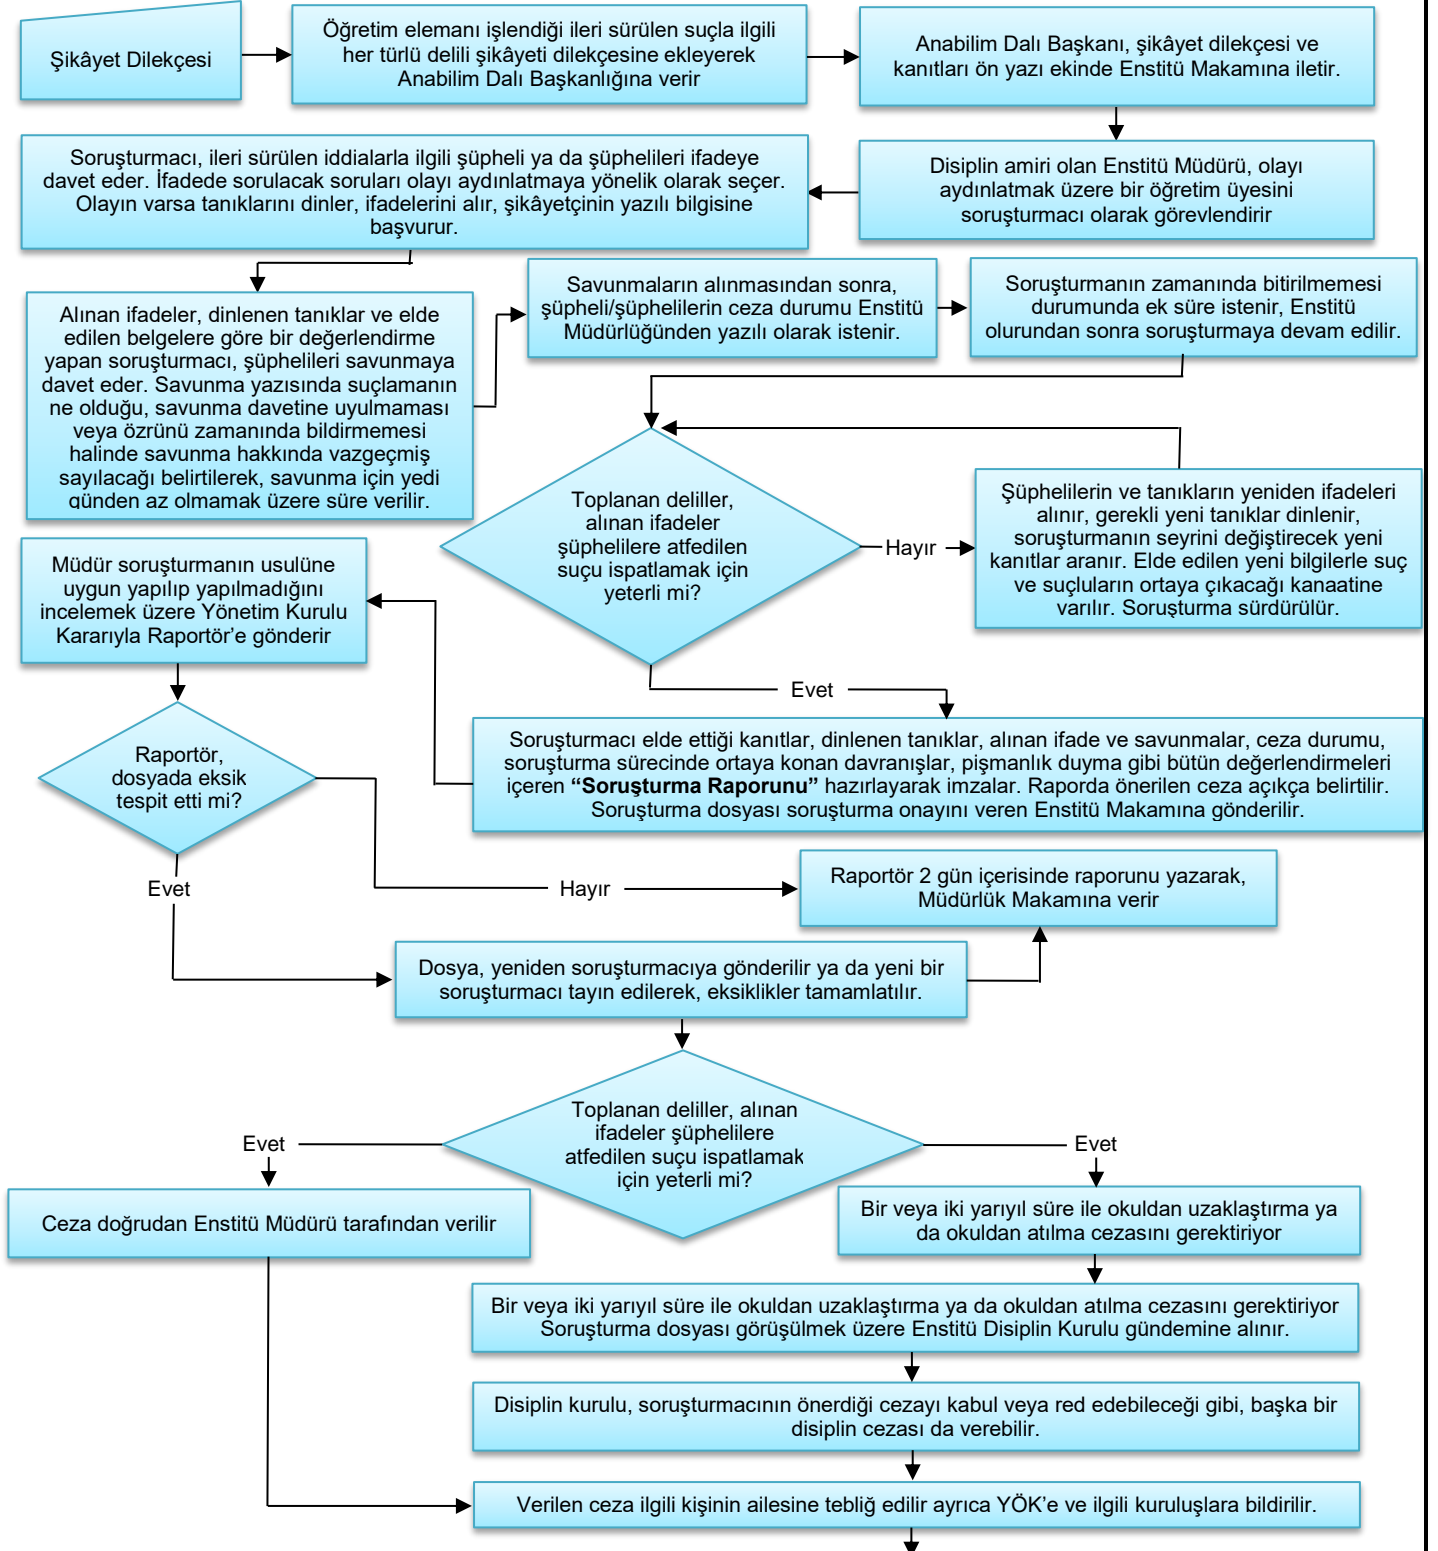 Şikâyet Dilekçesi
Öğretim elemanı işlendiği ileri sürülen suçla ilgili
her türlü delili şikâyeti dilekçesine ekleyerek
Anabilim Dalı Başkanlığına verir
Anabilim Dalı Başkanı, şikâyet dilekçesi ve
kanıtları ön yazı ekinde Enstitü Makamına iletir.
Disiplin amiri olan Enstitü Müdürü, olayı
aydınlatmak üzere bir öğretim üyesini
soruşturmacı olarak görevlendirir
Soruşturmacı, ileri sürülen iddialarla ilgili şüpheli ya da şüphelileri ifadeye
davet eder. İfadede sorulacak soruları olayı aydınlatmaya yönelik olarak seçer.
Olayın varsa tanıklarını dinler, ifadelerini alır, şikâyetçinin yazılı bilgisine
başvurur.
Alınan ifadeler, dinlenen tanıklar ve elde
edilen belgelere göre bir değerlendirme
yapan soruşturmacı, şüphelileri savunmaya
davet eder. Savunma yazısında suçlamanın
ne olduğu, savunma davetine uyulmaması
veya özrünü zamanında bildirmemesi
halinde savunma hakkında vazgeçmiş
sayılacağı belirtilerek, savunma için yedi
günden az olmamak üzere süre verilir.
Savunmaların alınmasından sonra,
şüpheli/şüphelilerin ceza durumu Enstitü
Müdürlüğünden yazılı olarak istenir.
Soruşturmanın zamanında bitirilmemesi
durumunda ek süre istenir, Enstitü
olurundan sonra soruşturmaya devam edilir.
Toplanan deliller,
alınan ifadeler
şüphelilere atfedilen
suçu ispatlamak için
yeterli mi?
Hayır
Şüphelilerin ve tanıkların yeniden ifadeleri
alınır, gerekli yeni tanıklar dinlenir,
soruşturmanın seyrini değiştirecek yeni
kanıtlar aranır. Elde edilen yeni bilgilerle suç
ve suçluların ortaya çıkacağı kanaatine
varılır. Soruşturma sürdürülür.
Evet
Soruşturmacı elde ettiği kanıtlar, dinlenen tanıklar, alınan ifade ve savunmalar, ceza durumu,
soruşturma sürecinde ortaya konan davranışlar, pişmanlık duyma gibi bütün değerlendirmeleri
içeren “Soruşturma Raporunu” hazırlayarak imzalar. Raporda önerilen ceza açıkça belirtilir.
Soruşturma dosyası soruşturma onayını veren Enstitü Makamına gönderilir.
Müdür soruşturmanın usulüne
uygun yapılıp yapılmadığını
incelemek üzere Yönetim Kurulu
Kararıyla Raportör’e gönderir
Raportör,
dosyada eksik
tespit etti mi?
Evet
Hayır
Raportör 2 gün içerisinde raporunu yazarak,
Müdürlük Makamına verir
Dosya, yeniden soruşturmacıya gönderilir ya da yeni bir
soruşturmacı tayin edilerek, eksiklikler tamamlatılır.
Toplanan deliller, alınan
ifadeler şüphelilere
atfedilen suçu ispatlamak
için yeterli mi?
Evet
Evet
Ceza doğrudan Enstitü Müdürü tarafından verilir
Bir veya iki yarıyıl süre ile okuldan uzaklaştırma ya
da okuldan atılma cezasını gerektiriyor
Bir veya iki yarıyıl süre ile okuldan uzaklaştırma ya da okuldan atılma cezasını gerektiriyor
Soruşturma dosyası görüşülmek üzere Enstitü Disiplin Kurulu gündemine alınır.
Disiplin kurulu, soruşturmacının önerdiği cezayı kabul veya red edebileceği gibi, başka bir
disiplin cezası da verebilir.
Verilen ceza ilgili kişinin ailesine tebliğ edilir ayrıca YÖK’e ve ilgili kuruluşlara bildirilir.